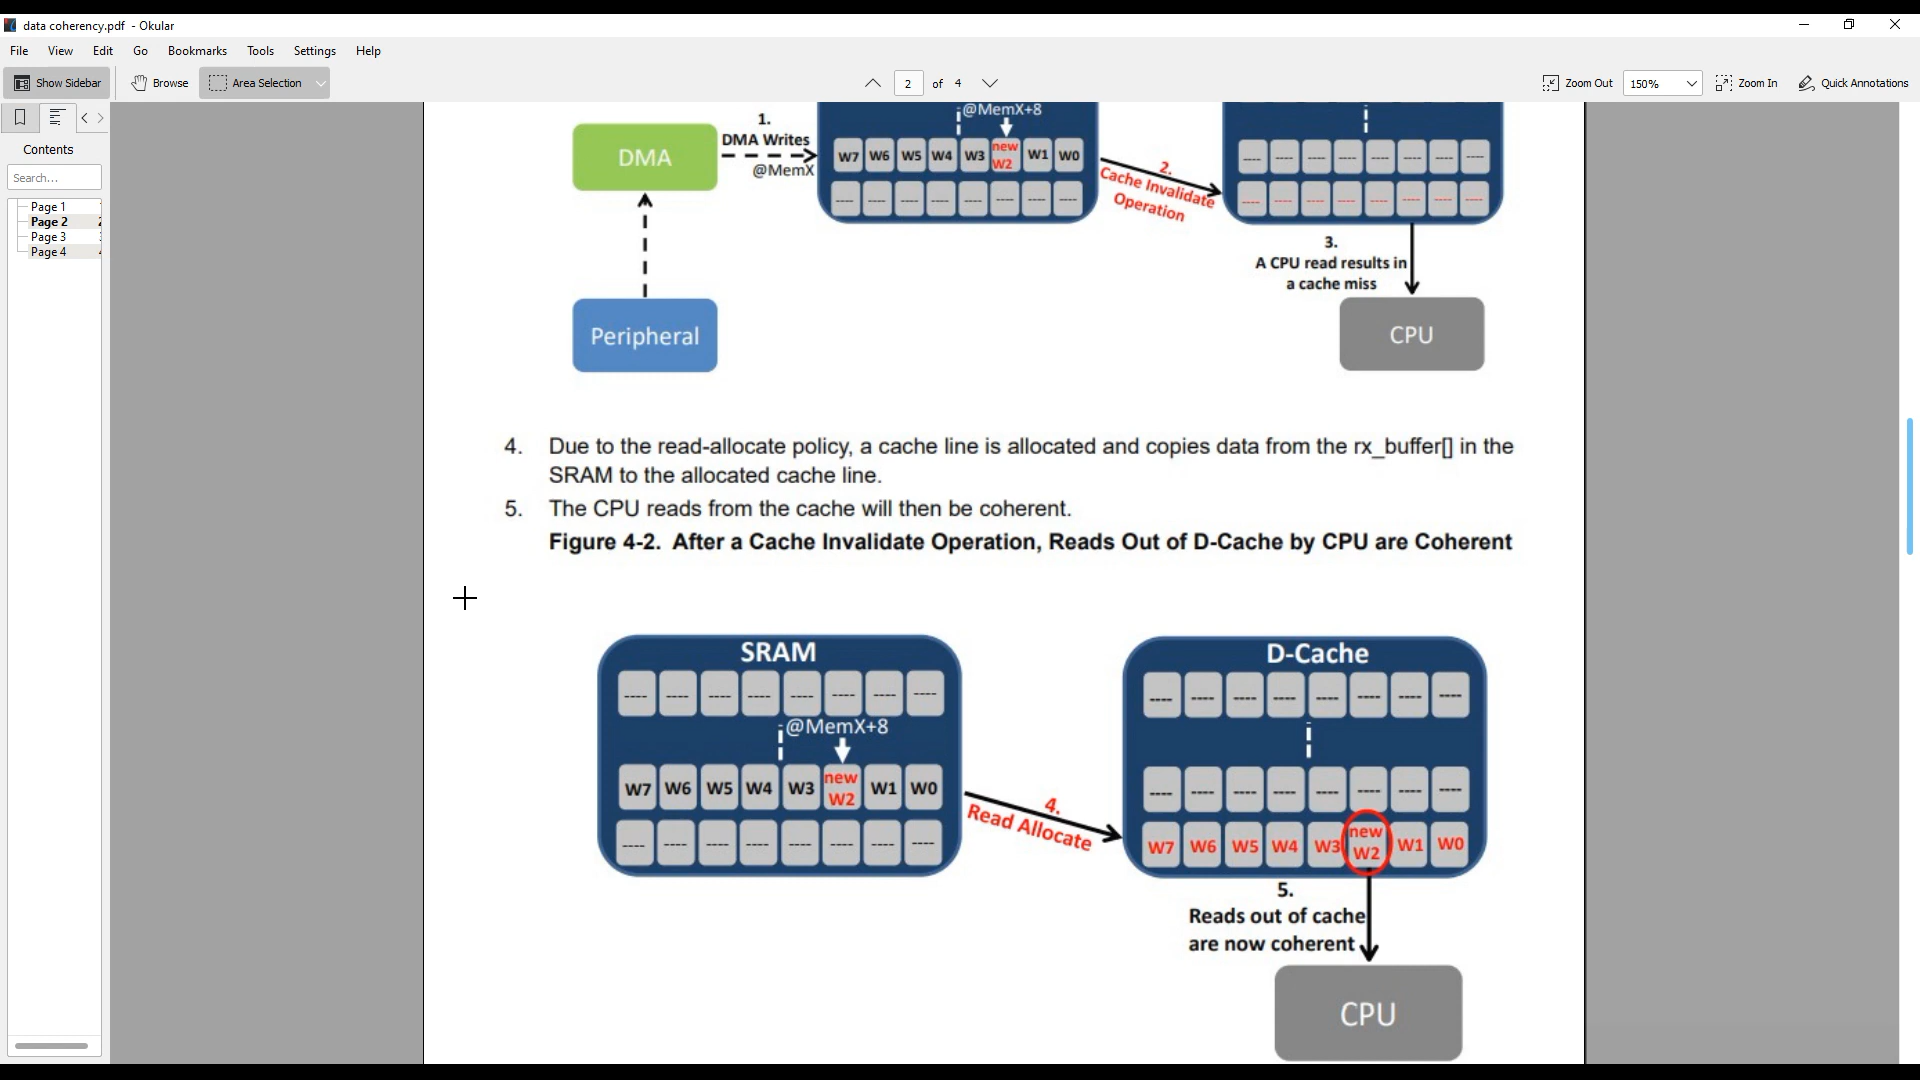 data coherency.pdf - Okular
File View Edit Go Bookmarks Tools Settings Help
Show Sidebar Browse Area Selection 2 of 4 Zoom Out 150% Zoom In Quick Annotations
Contents
Search...
Page 1
Page 2
Page 3
Page 4
DMA
1.
DMA Writes
@MemX
@MemX+8
W7 W6 W5 W4 W3 new W2 W1 W0
---- ---- ---- ---- ---- ---- ---- ----
2.
Cache Invalidate
Operation
---- ---- ---- ---- ---- ---- ---- ----
---- ---- ---- ---- ---- ---- ---- ----
3.
A CPU read results in
a cache miss
Peripheral
CPU
4. Due to the read-allocate policy, a cache line is allocated and copies data from the rx_buffer[] in the
SRAM to the allocated cache line.
5. The CPU reads from the cache will then be coherent.
Figure 4-2. After a Cache Invalidate Operation, Reads Out of D-Cache by CPU are Coherent
SRAM
---- ---- ---- ---- ---- ---- ---- ----
@MemX+8
W7 W6 W5 W4 W3 new W2 W1 W0
---- ---- ---- ---- ---- ---- ---- ----
4.
Read Allocate
D-Cache
---- ---- ---- ---- ---- ---- ---- ----
---- ---- ---- ---- ---- ---- ---- ----
W7 W6 W5 W4 W3 new W2 W1 W0
5.
Reads out of cache
are now coherent
CPU